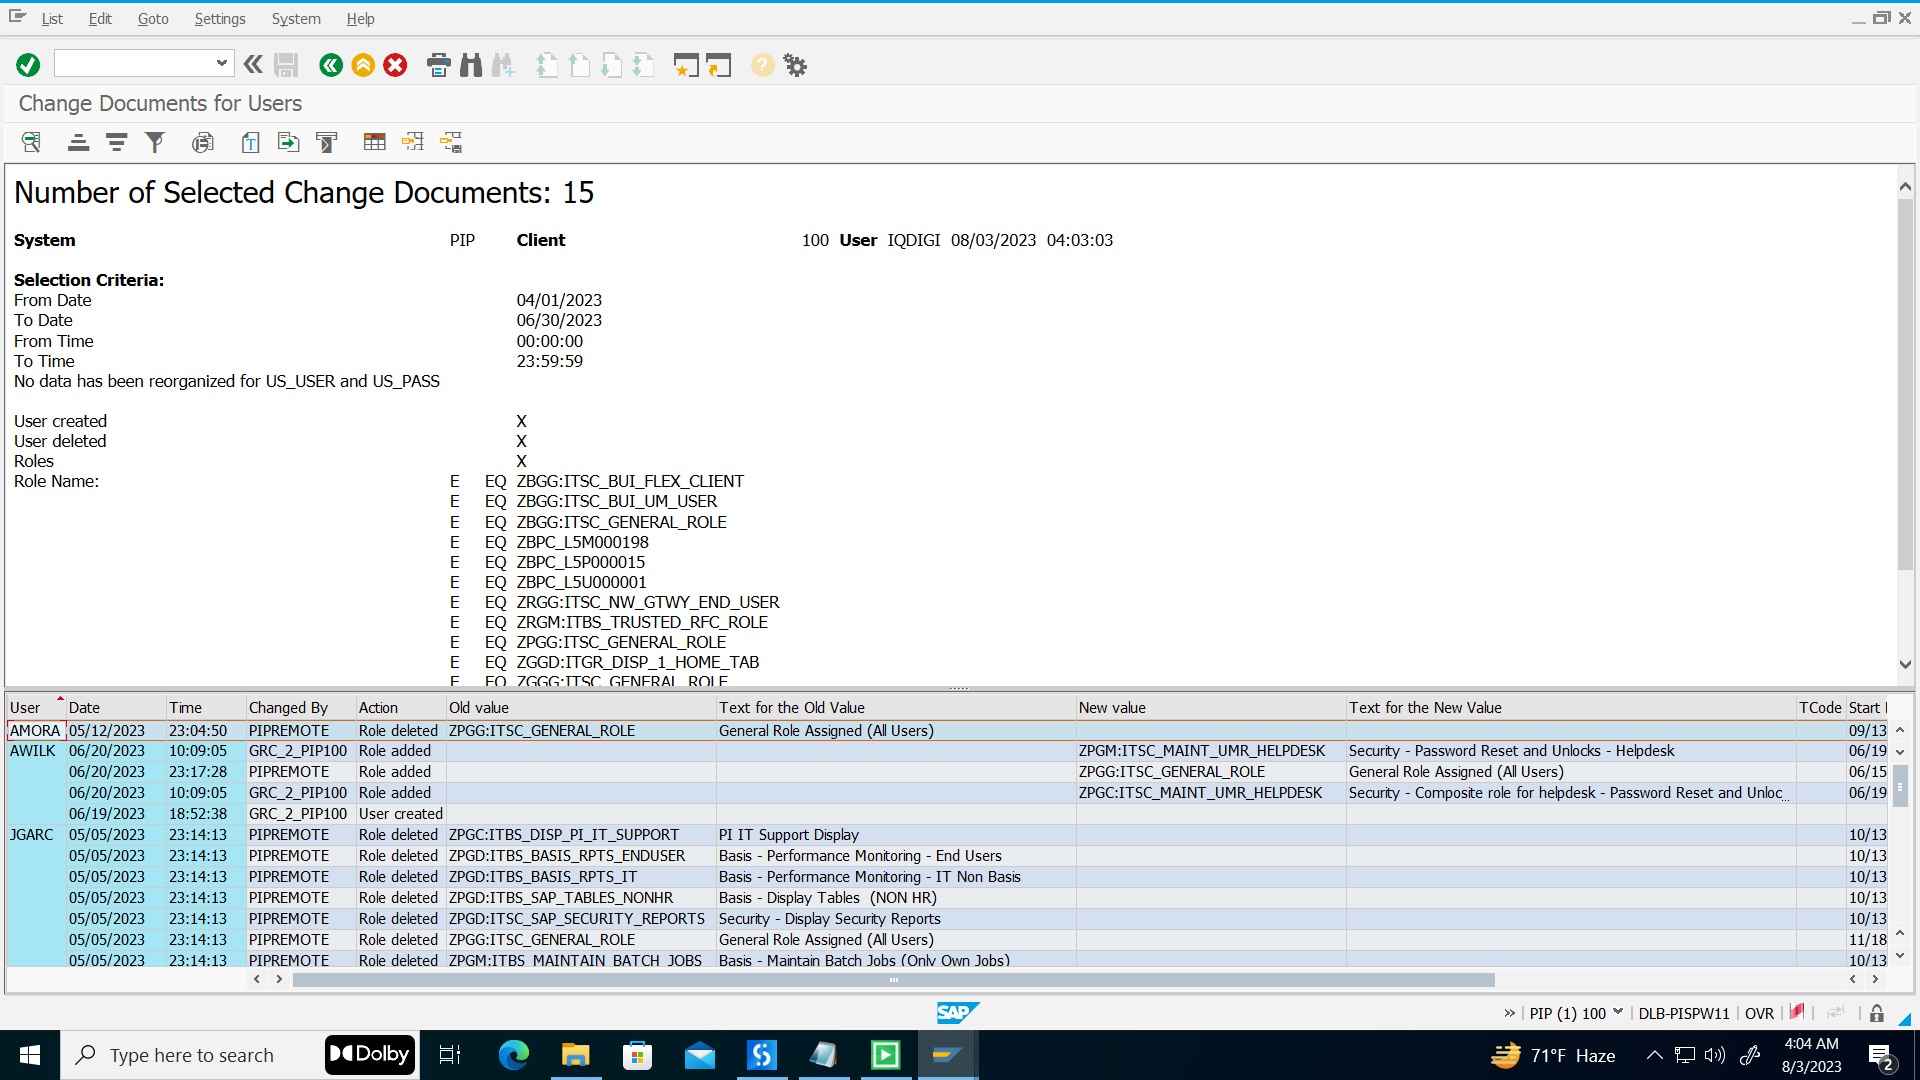 List Edit Goto Settings System Help
Change Documents for Users
Number of Selected Change Documents: 15
System PIP Client 100 User IQDIGI 08/03/2023 04:03:03
Selection Criteria:
From Date 04/01/2023
To Date 06/30/2023
From Time 00:00:00
To Time 23:59:59
No data has been reorganized for US_USER and US_PASS
User created X
User deleted X
Roles X
Role Name: E EQ ZBGG:ITSC_BUI_FLEX_CLIENT
E EQ ZBGG:ITSC_BUI_UM_USER
E EQ ZBGG:ITSC_GENERAL_ROLE
E EQ ZBPC_L5M000198
E EQ ZBPC_L5P000015
E EQ ZBPC_L5U000001
E EQ ZRGG:ITSC_NW_GTWY_END_USER
E EQ ZRGM:ITBS_TRUSTED_RFC_ROLE
E EQ ZPGG:ITSC_GENERAL_ROLE
E EQ ZGGD:ITGR_DISP_1_HOME_TAB
E EQ ZGGG:ITSC_GENERAL_ROLE
User Date Time Changed By Action Old value Text for the Old Value New value Text for the New Value TCode Start
AMORA 05/12/2023 23:04:50 PIPREMOTE Role deleted ZPGG:ITSC_GENERAL_ROLE General Role Assigned (All Users) 09/13
AWILK 06/20/2023 10:09:05 GRC_2_PIP100 Role added ZPGM:ITSC_MAINT_UMR_HELPDESK Security - Password Reset and Unlocks - Helpdesk 06/19
06/20/2023 23:17:28 PIPREMOTE Role added ZPGG:ITSC_GENERAL_ROLE General Role Assigned (All Users) 06/15
06/20/2023 10:09:05 GRC_2_PIP100 Role added ZPGC:ITSC_MAINT_UMR_HELPDESK Security - Composite role for helpdesk - Password Reset and Unloc... 06/19
06/19/2023 18:52:38 GRC_2_PIP100 User created
JGARC 05/05/2023 23:14:13 PIPREMOTE Role deleted ZPGC:ITBS_DISP_PI_IT_SUPPORT PI IT Support Display 10/13
05/05/2023 23:14:13 PIPREMOTE Role deleted ZPGD:ITBS_BASIS_RPTS_ENDUSER Basis - Performance Monitoring - End Users 10/13
05/05/2023 23:14:13 PIPREMOTE Role deleted ZPGD:ITBS_BASIS_RPTS_IT Basis - Performance Monitoring - IT Non Basis 10/13
05/05/2023 23:14:13 PIPREMOTE Role deleted ZPGD:ITBS_SAP_TABLES_NONHR Basis - Display Tables (NON HR) 10/13
05/05/2023 23:14:13 PIPREMOTE Role deleted ZPGD:ITSC_SAP_SECURITY_REPORTS Security - Display Security Reports 10/13
05/05/2023 23:14:13 PIPREMOTE Role deleted ZPGG:ITSC_GENERAL_ROLE General Role Assigned (All Users) 11/18
05/05/2023 23:14:13 PIPREMOTE Role deleted ZPGM:ITBS_MAINTAIN_BATCH_JOBS Basis - Maintain Batch Jobs (Only Own Jobs) 10/13
SAP
PIP (1) 100 DLB-PISPW11 OVR
Type here to search Dolby 71°F Haze 4:04 AM
8/3/2023 2